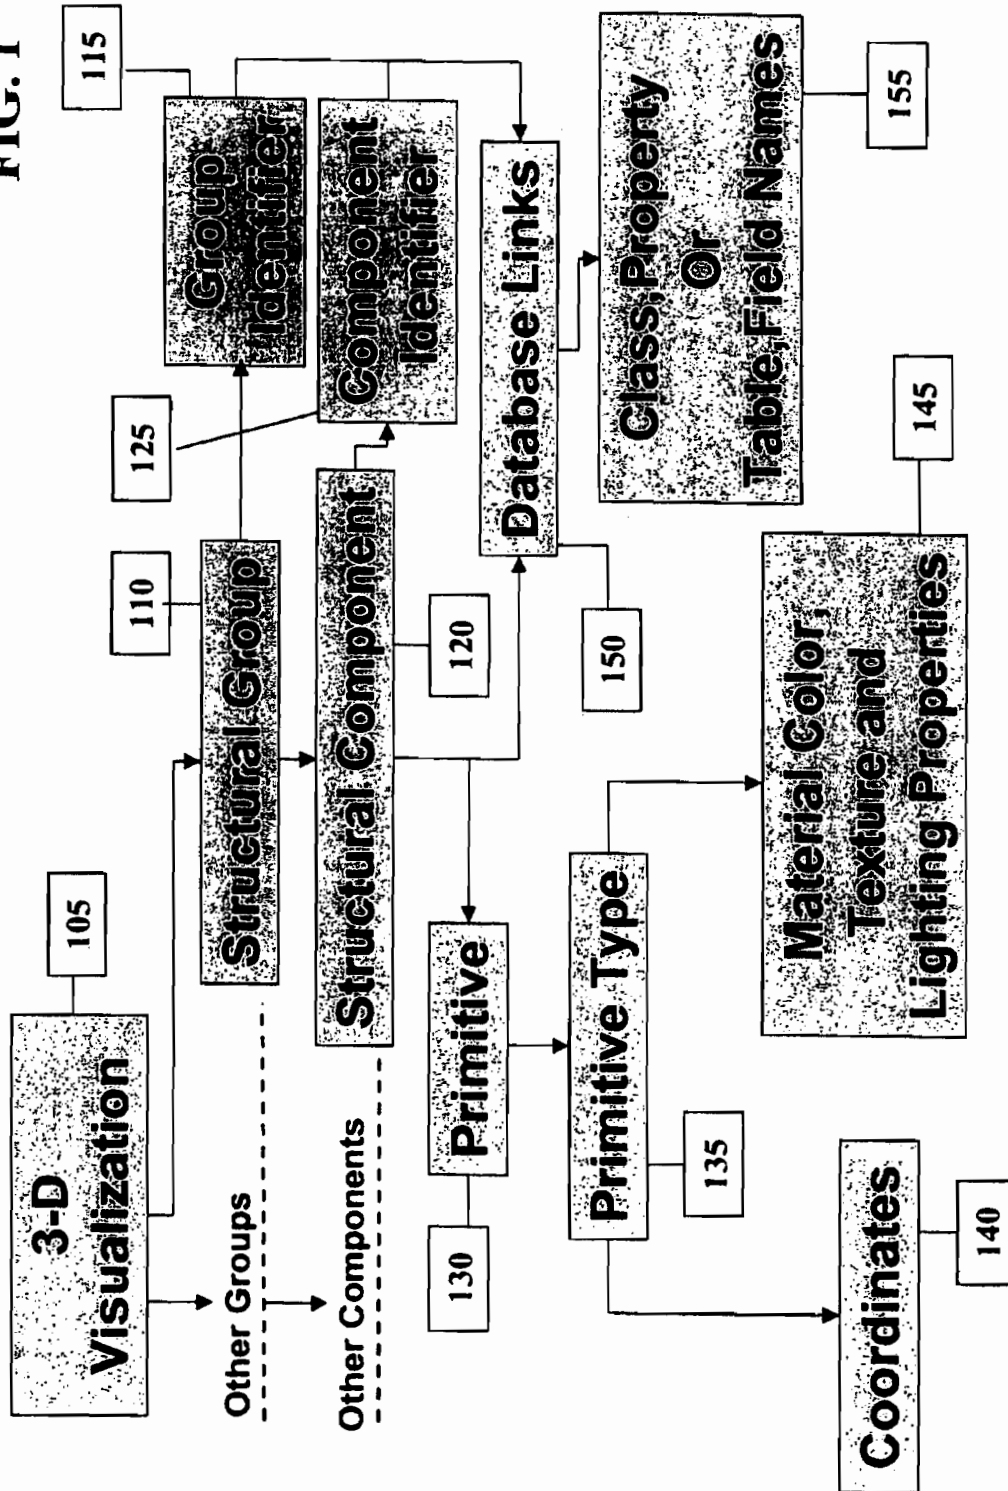 FIG. 1
3-D
Visualization
105
Other Groups
Other Components
Structural Group
110
Group
Identifier
115
Structural Component
120
Component
Identifier
125
Primitive
130
Primitive Type
135
Coordinates
140
Material Color,
Texture and
Lighting Properties
145
Database Links
150
Class,Property
Or
Table,Field Names
155